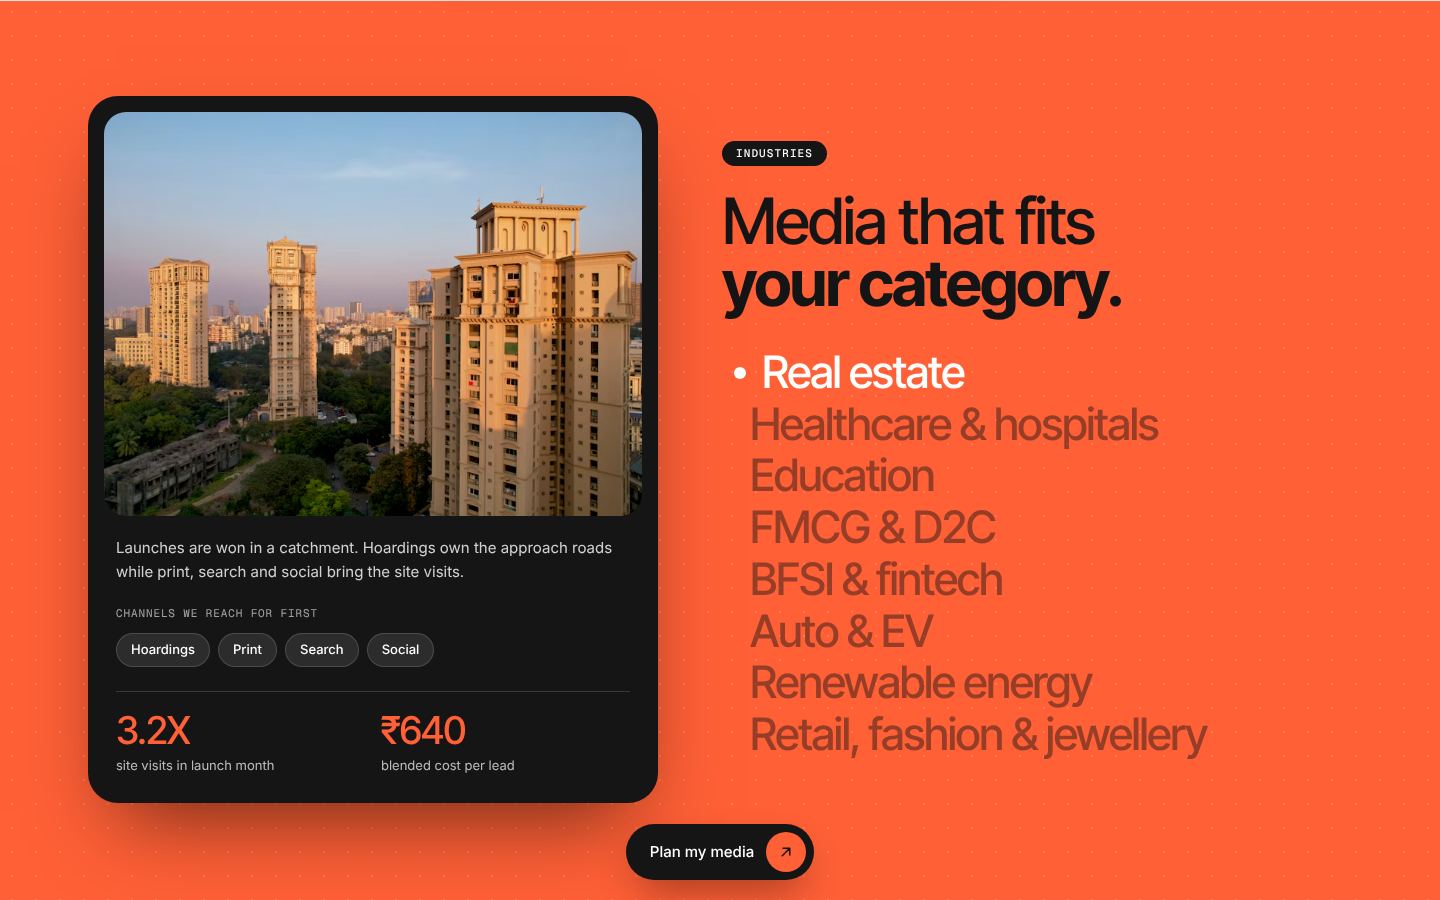 INDUSTRIES
Media that fits
your category.
Real estate
Healthcare & hospitals
Education
FMCG & D2C
BFSI & fintech
Auto & EV
Renewable energy
Retail, fashion & jewellery
Launches are won in a catchment. Hoardings own the approach roads
while print, search and social bring the site visits.
CHANNELS WE REACH FOR FIRST
Hoardings Print Search Social
3.2X ₹640
site visits in launch month blended cost per lead
Plan my media